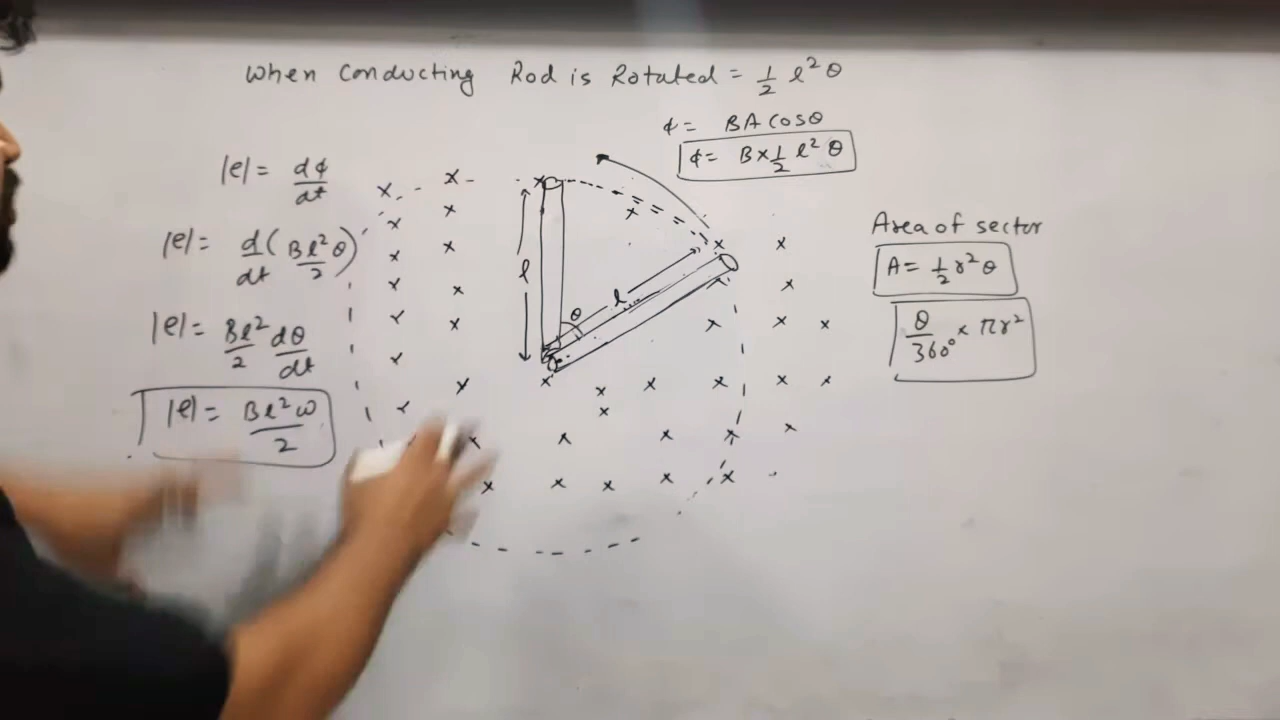 When Conducting Rod is Rotated = 1/2 l²θ
ϕ = BA cosθ
ϕ = B×1/2 l²θ
|e| = dϕ/dt
|e| = d/dt (Bl²θ/2)
|e| = Bl²/2 dθ/dt
|e| = Bl²ω/2
l
l
θ
Area of sector
A = 1/2 r²θ
θ/360° × πr²